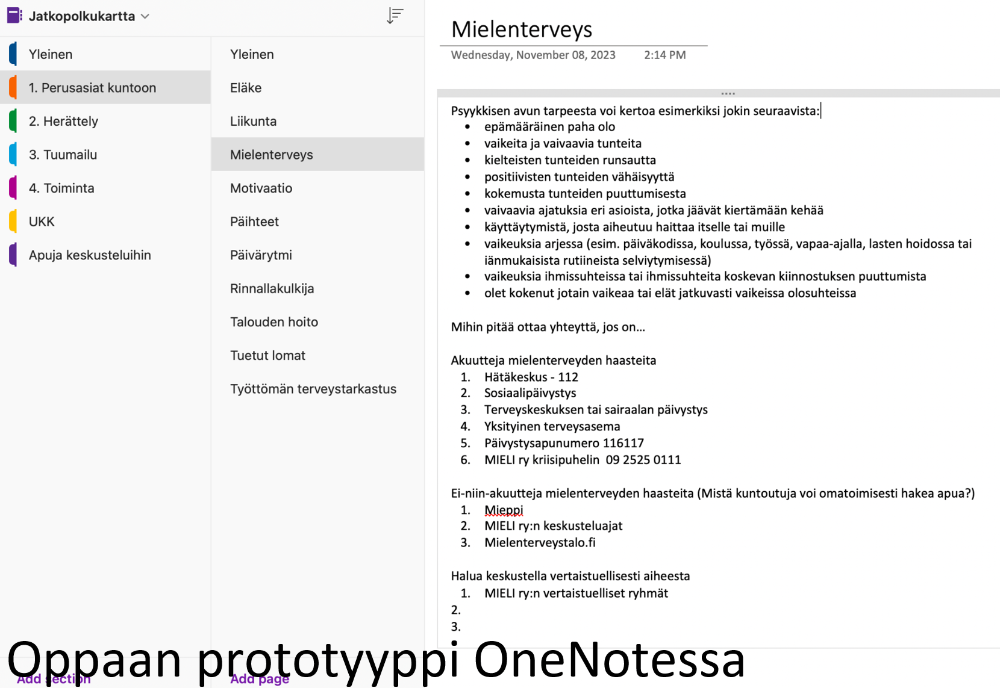 Jatkopolkukartta
Yleinen
1. Perusasiat kuntoon
2. Herättely
3. Tuumailu
4. Toiminta
UKK
Apuja keskusteluihin
Add section
Yleinen
Eläke
Liikunta
Mielenterveys
Motivaatio
Päihteet
Päivärytmi
Rinnallakulkija
Talouden hoito
Tuetut lomat
Työttömän terveystarkastus
Add page
Mielenterveys
Wednesday, November 08, 2023 2:14 PM
Psyykkisen avun tarpeesta voi kertoa esimerkiksi jokin seuraavista:
• epämääräinen paha olo
• vaikeita ja vaivaavia tunteita
• kielteisten tunteiden runsautta
• positiivisten tunteiden vähäisyyttä
• kokemusta tunteiden puuttumisesta
• vaivaavia ajatuksia eri asioista, jotka jäävät kiertämään kehää
• käyttäytymistä, josta aiheutuu haittaa itselle tai muille
• vaikeuksia arjessa (esim. päiväkodissa, koulussa, työssä, vapaa-ajalla, lasten hoidossa tai
iänmukaisista rutiineista selviytymisessä)
• vaikeuksia ihmissuhteissa tai ihmissuhteita koskevan kiinnostuksen puuttumista
• olet kokenut jotain vaikeaa tai elät jatkuvasti vaikeissa olosuhteissa
Mihin pitää ottaa yhteyttä, jos on...
Akuutteja mielenterveyden haasteita
1. Hätäkeskus - 112
2. Sosiaalipäivystys
3. Terveyskeskuksen tai sairaalan päivystys
4. Yksityinen terveysasema
5. Päivystysapunumero 116117
6. MIELI ry kriisipuhelin 09 2525 0111
Ei-niin-akuutteja mielenterveyden haasteita (Mistä kuntoutuja voi omatoimisesti hakea apua?)
1. Mieppi
2. MIELI ry:n keskusteluajat
3. Mielenterveystalo.fi
Halua keskustella vertaistuellisesti aiheesta
1. MIELI ry:n vertaistuelliset ryhmät
2.
3.
Oppaan prototyyppi OneNotessa